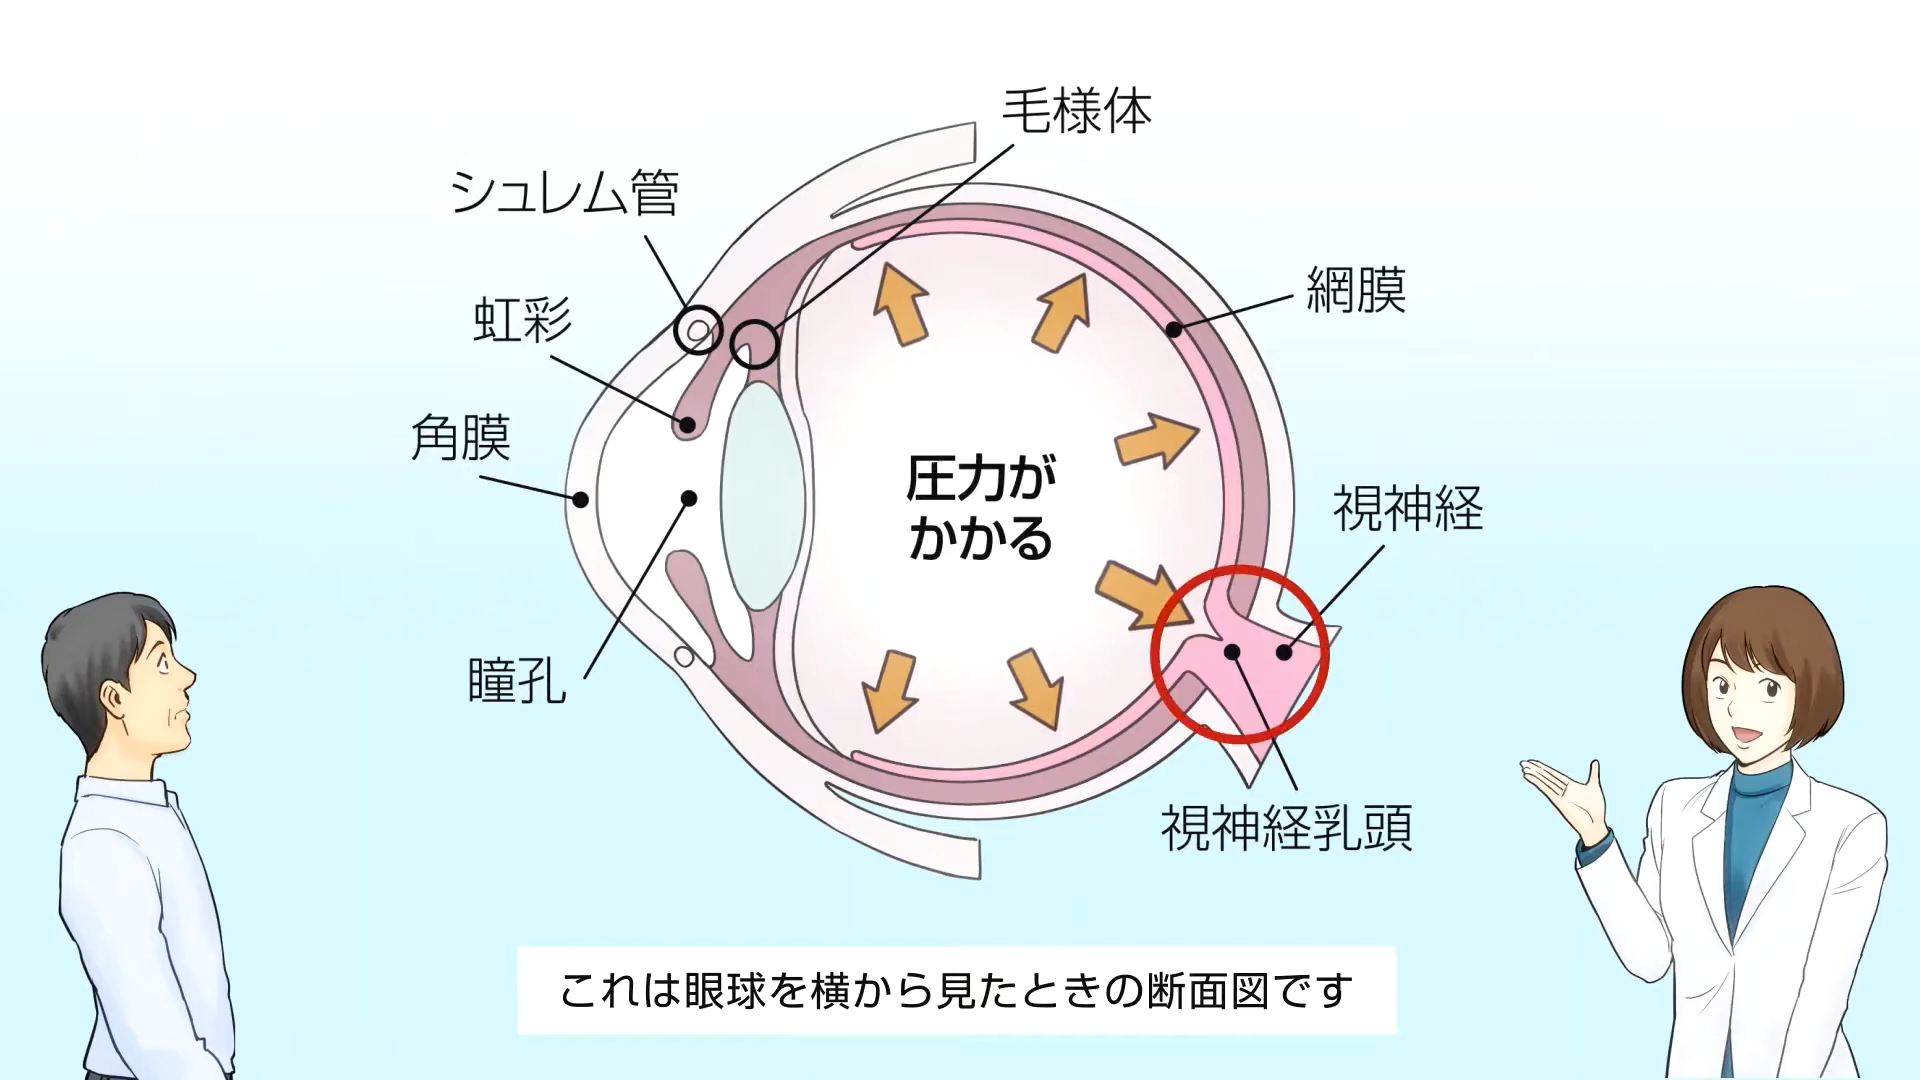 毛様体
シュレム管
虹彩
網膜
角膜
圧力が
かかる
視神経
瞳孔
視神経乳頭
これは眼球を横から見たときの断面図です